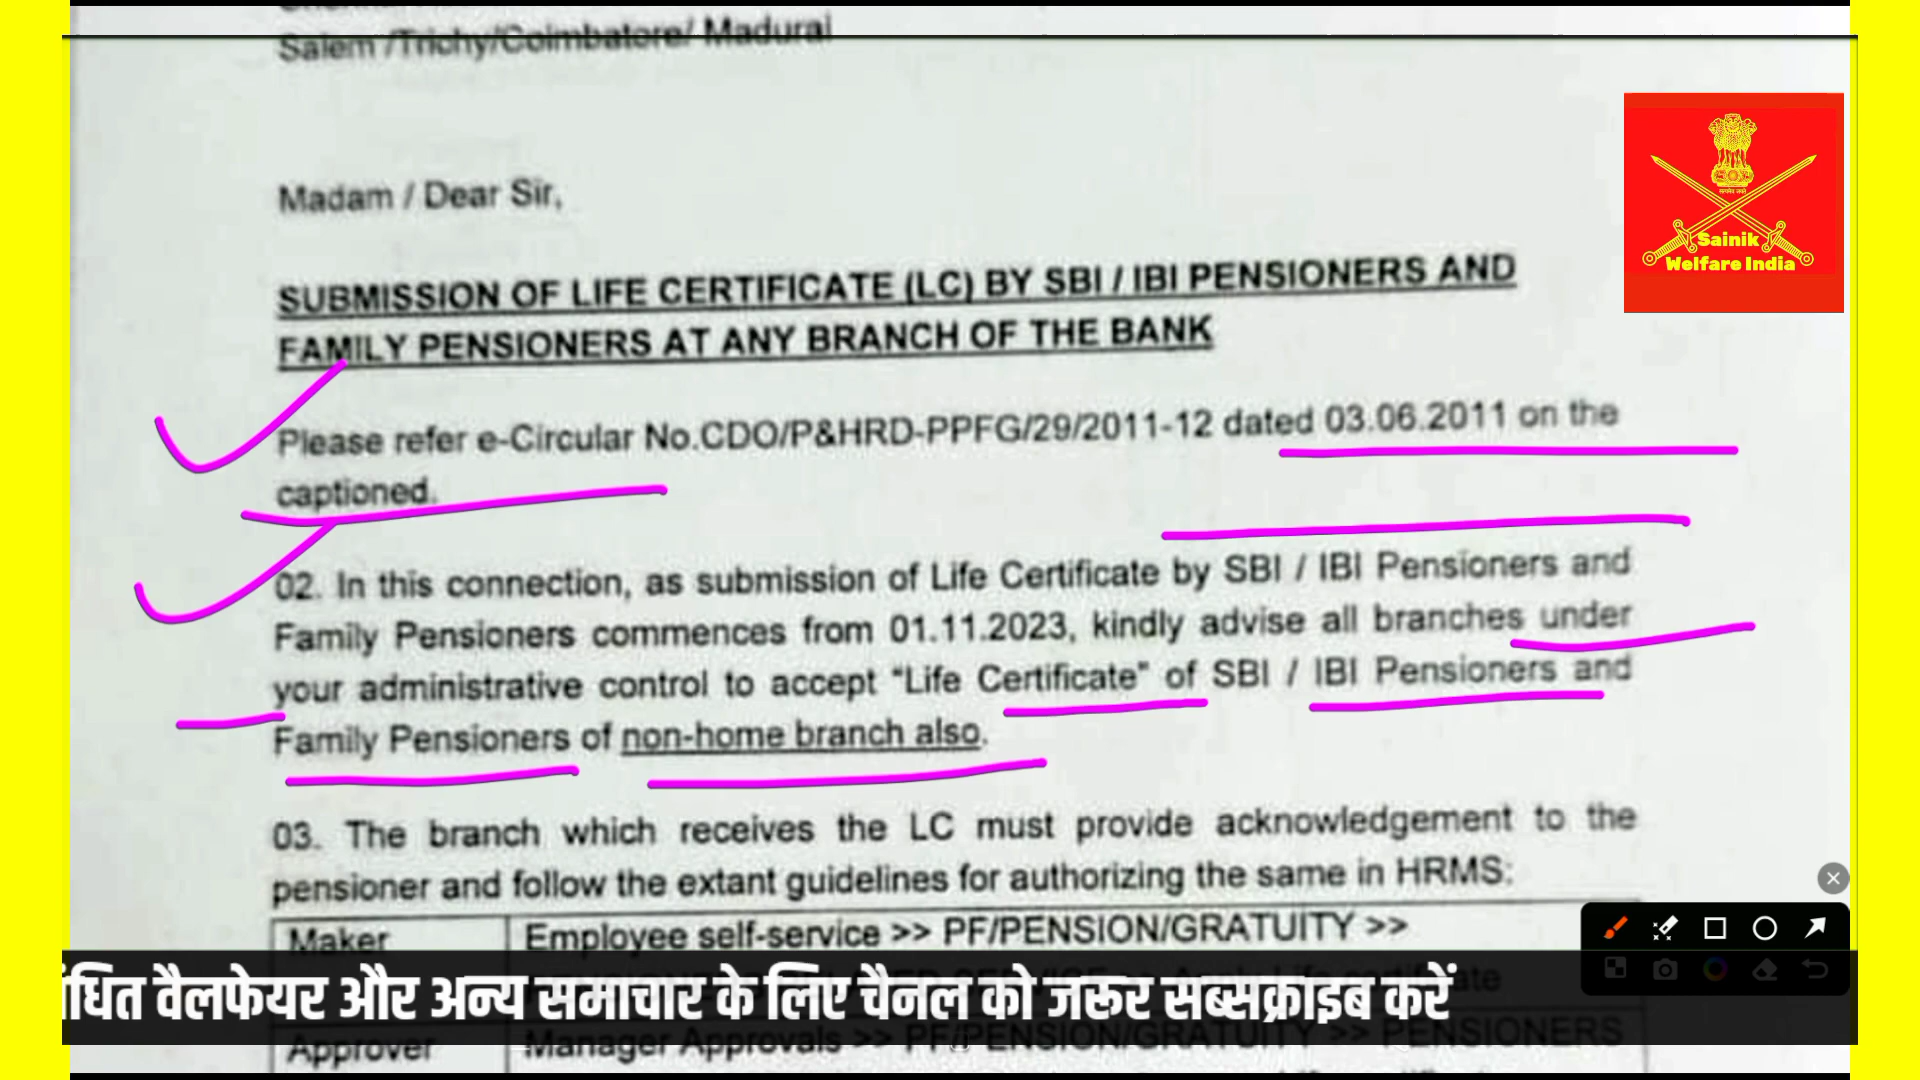 Salem /Trichy/Coimbatore/ Madurai
Madam / Dear Sir,
Sainik
Welfare India
SUBMISSION OF LIFE CERTIFICATE (LC) BY SBI / IBI PENSIONERS AND
FAMILY PENSIONERS AT ANY BRANCH OF THE BANK
Please refer e-Circular No.CDO/P&HRD-PPFG/29/2011-12 dated 03.06.2011 on the
captioned.
02. In this connection, as submission of Life Certificate by SBI / IBI Pensioners and
Family Pensioners commences from 01.11.2023, kindly advise all branches under
your administrative control to accept "Life Certificate" of SBI / IBI Pensioners and
Family Pensioners of non-home branch also.
03. The branch which receives the LC must provide acknowledgement to the
pensioner and follow the extant guidelines for authorizing the same in HRMS:
Maker Employee self-service >> PF/PENSION/GRATUITY >>
वैलफेयर और अन्य समाचार के लिए चैनल को जरूर सब्सक्राइब करें
Approver Manager Approvals >> PF/PENSION/GRATUITY >> PENSIONERS